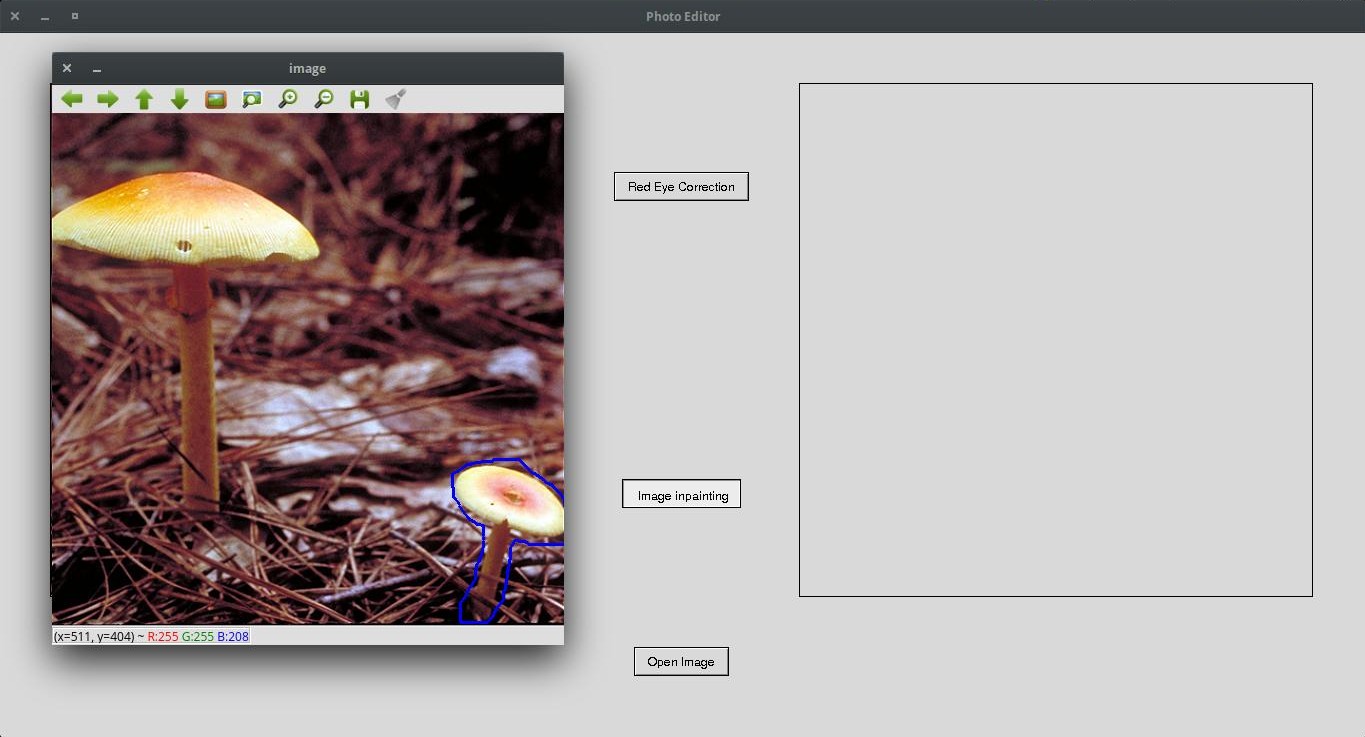 Photo Editor
image
Red Eye Correction
Image inpainting
(x=511, y=404) ~ R:255 G:255 B:208
Open Image